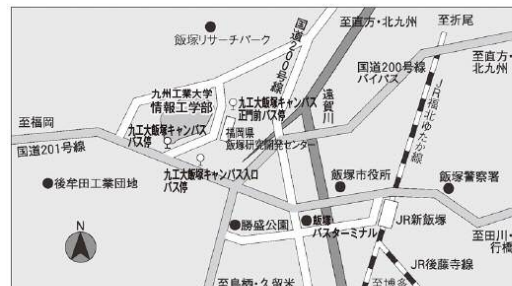 至直方・北九州
至折尾
国道200号線
飯塚リサーチパーク
至直方・
北九州
国道200号線
バイパス
JR福北ゆたか線
遠賀川
九州工業大学
情報工学部
九工大飯塚キャンパス
正門前バス停
九工大飯塚キャンパス
バス停
福岡県
飯塚研究開発センター
至福岡
国道201号線
九工大飯塚キャンパス入口
バス停
後牟田工業団地
飯塚市役所
飯塚警察署
N
勝盛公園
飯塚
バスターミナル
JR新飯塚
至田川・
行橋
JR後藤寺線
至鳥栖・久留米
至博多